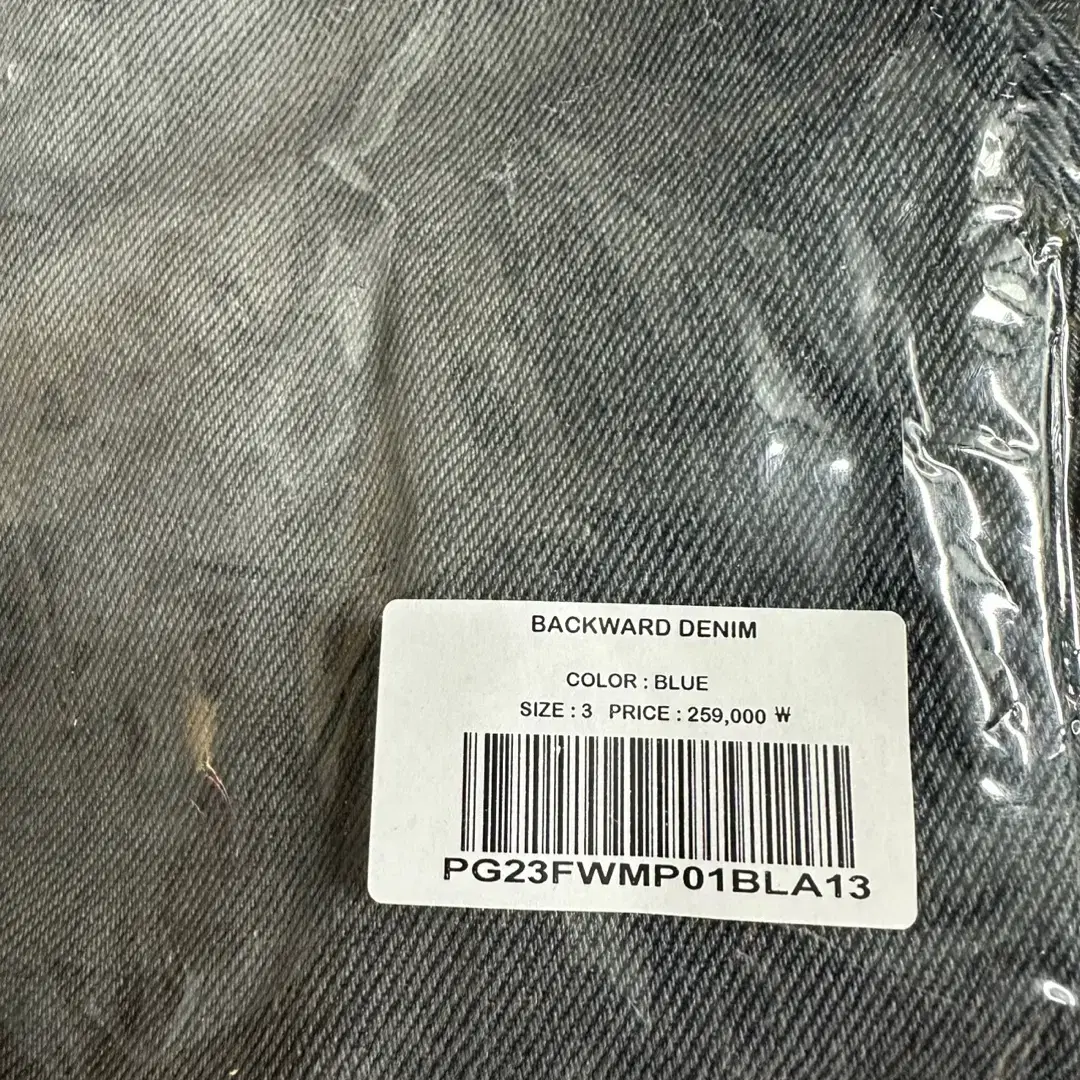 BACKWARD DENIM
COLOR : BLUE
SIZE : 3 PRICE : 259,000 ₩
PG23FWMP01BLA13